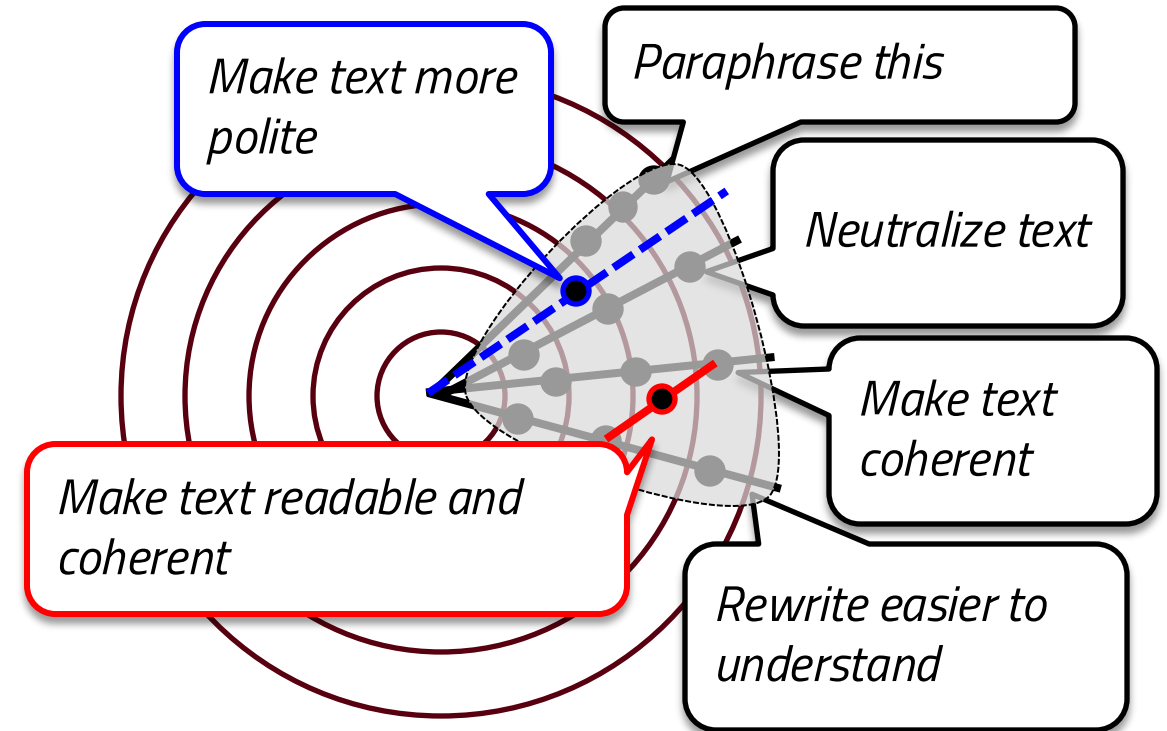 Make text more
polite
Paraphrase this
Neutralize text
Make text
coherent
Make text readable and
coherent
Rewrite easier to
understand